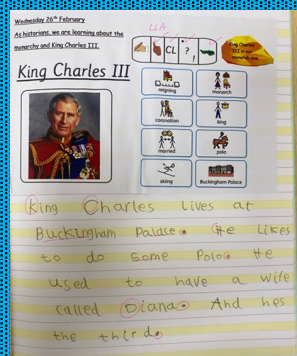 Wednesday 26th February
As historians, we are learning about the
monarchy and King Charles III.
LSA
CL
?
!
King Charles
III is our
monarch now.
King Charles III
reigning
monarch
coronation
king
married
polo
skiing
Buckingham Palace
King Charles lives at
Buckingham Paldce. He likes
to do some Polo. He
used to have a wife
called Diana. And hes
the third.